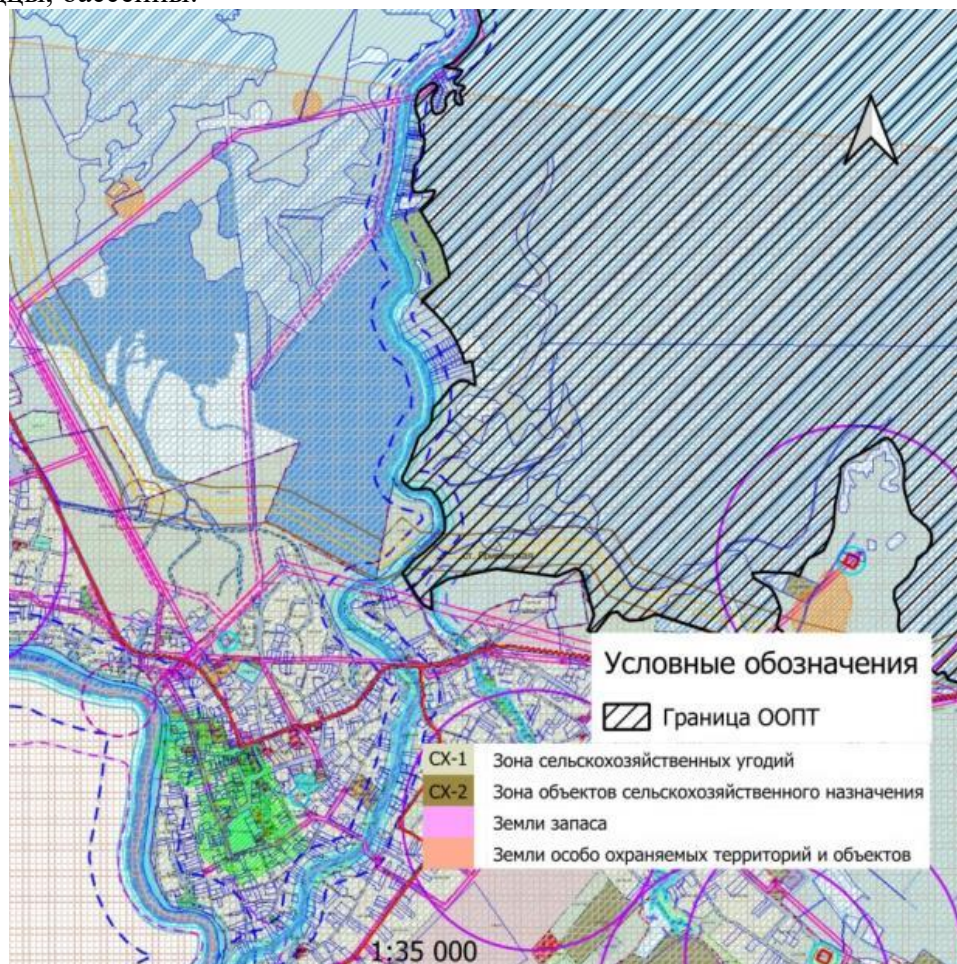 бассейны.
Условные обозначения
Граница ООПТ
СХ-1 Зона сельскохозяйственных угодий
СХ-2 Зона объектов сельскохозяйственного назначения
Земли запаса
Земли особо охраняемых территорий и объектов
1:35 000